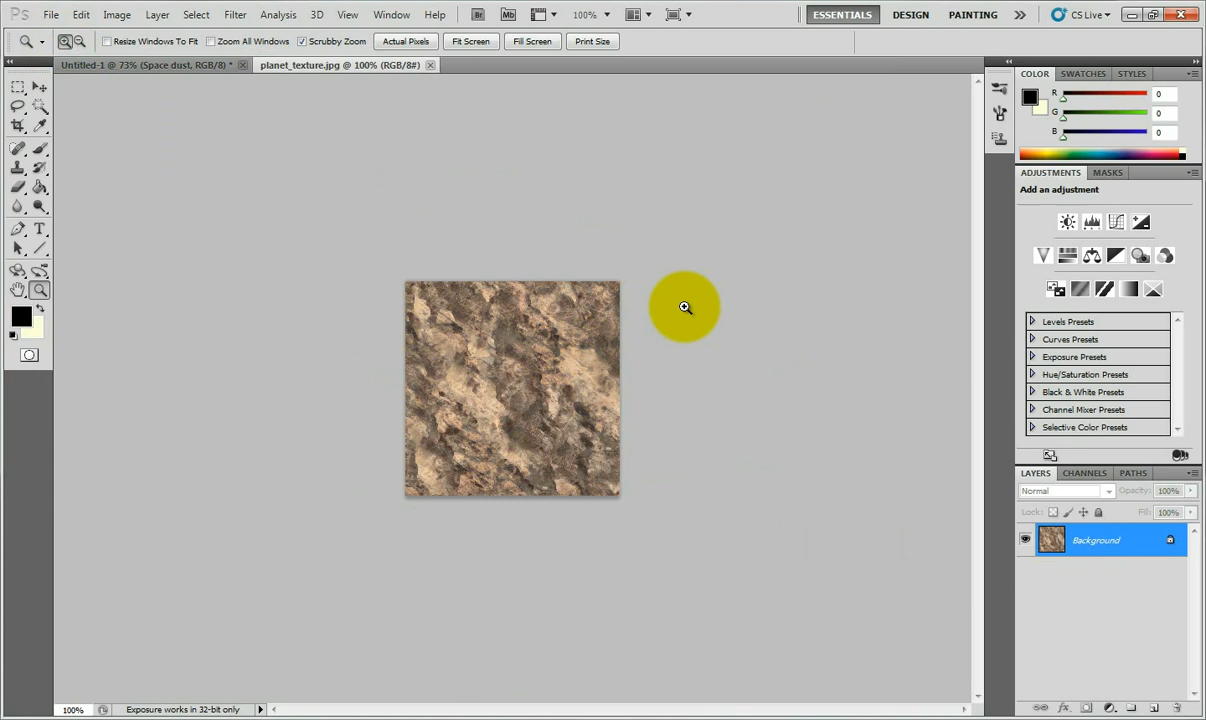 Ps File Edit Image Layer Select Filter Analysis 3D View Window Help Br Mb 100% ESSENTIALS DESIGN PAINTING CS Live
Resize Windows To Fit Zoom All Windows Scrubby Zoom Actual Pixels Fit Screen Fill Screen Print Size
Untitled-1 @ 73% (Space dust, RGB/8) * planet_texture.jpg @ 100% (RGB/8#)
COLOR SWATCHES STYLES
R 0
G 0
B 0
ADJUSTMENTS MASKS
Add an adjustment
Levels Presets
Curves Presets
Exposure Presets
Hue/Saturation Presets
Black & White Presets
Channel Mixer Presets
Selective Color Presets
LAYERS CHANNELS PATHS
Normal Opacity: 100%
Lock: Fill: 100%
Background
100% Exposure works in 32-bit only